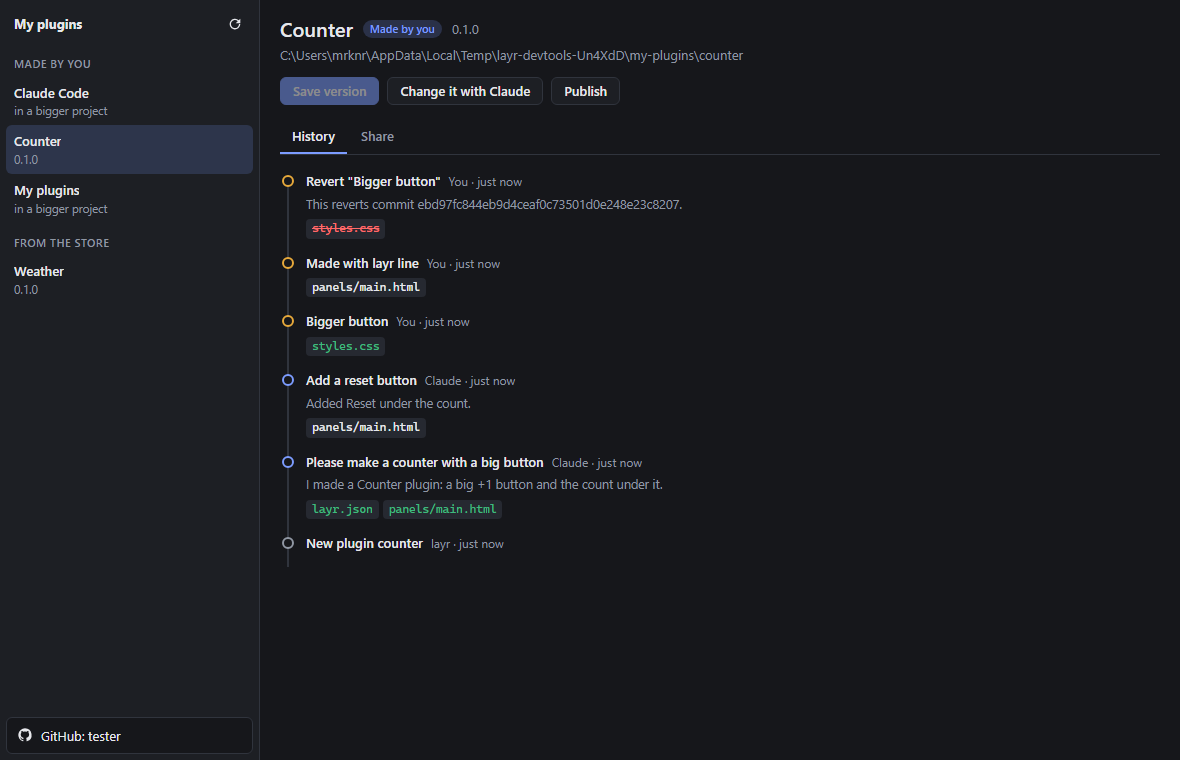 My plugins
MADE BY YOU
Claude Code
in a bigger project
Counter
0.1.0
My plugins
in a bigger project
FROM THE STORE
Weather
0.1.0
GitHub: tester
Counter Made by you 0.1.0
C:\Users\mrknr\AppData\Local\Temp\layr-devtools-Un4XdD\my-plugins\counter
Save version Change it with Claude Publish
History Share
Revert "Bigger button" You · just now
This reverts commit ebd97fc844eb9d4ceaf0c73501d0e248e23c8207.
styles.css
Made with layr line You · just now
panels/main.html
Bigger button You · just now
styles.css
Add a reset button Claude · just now
Added Reset under the count.
panels/main.html
Please make a counter with a big button Claude · just now
I made a Counter plugin: a big +1 button and the count under it.
layr.json panels/main.html
New plugin counter layr · just now